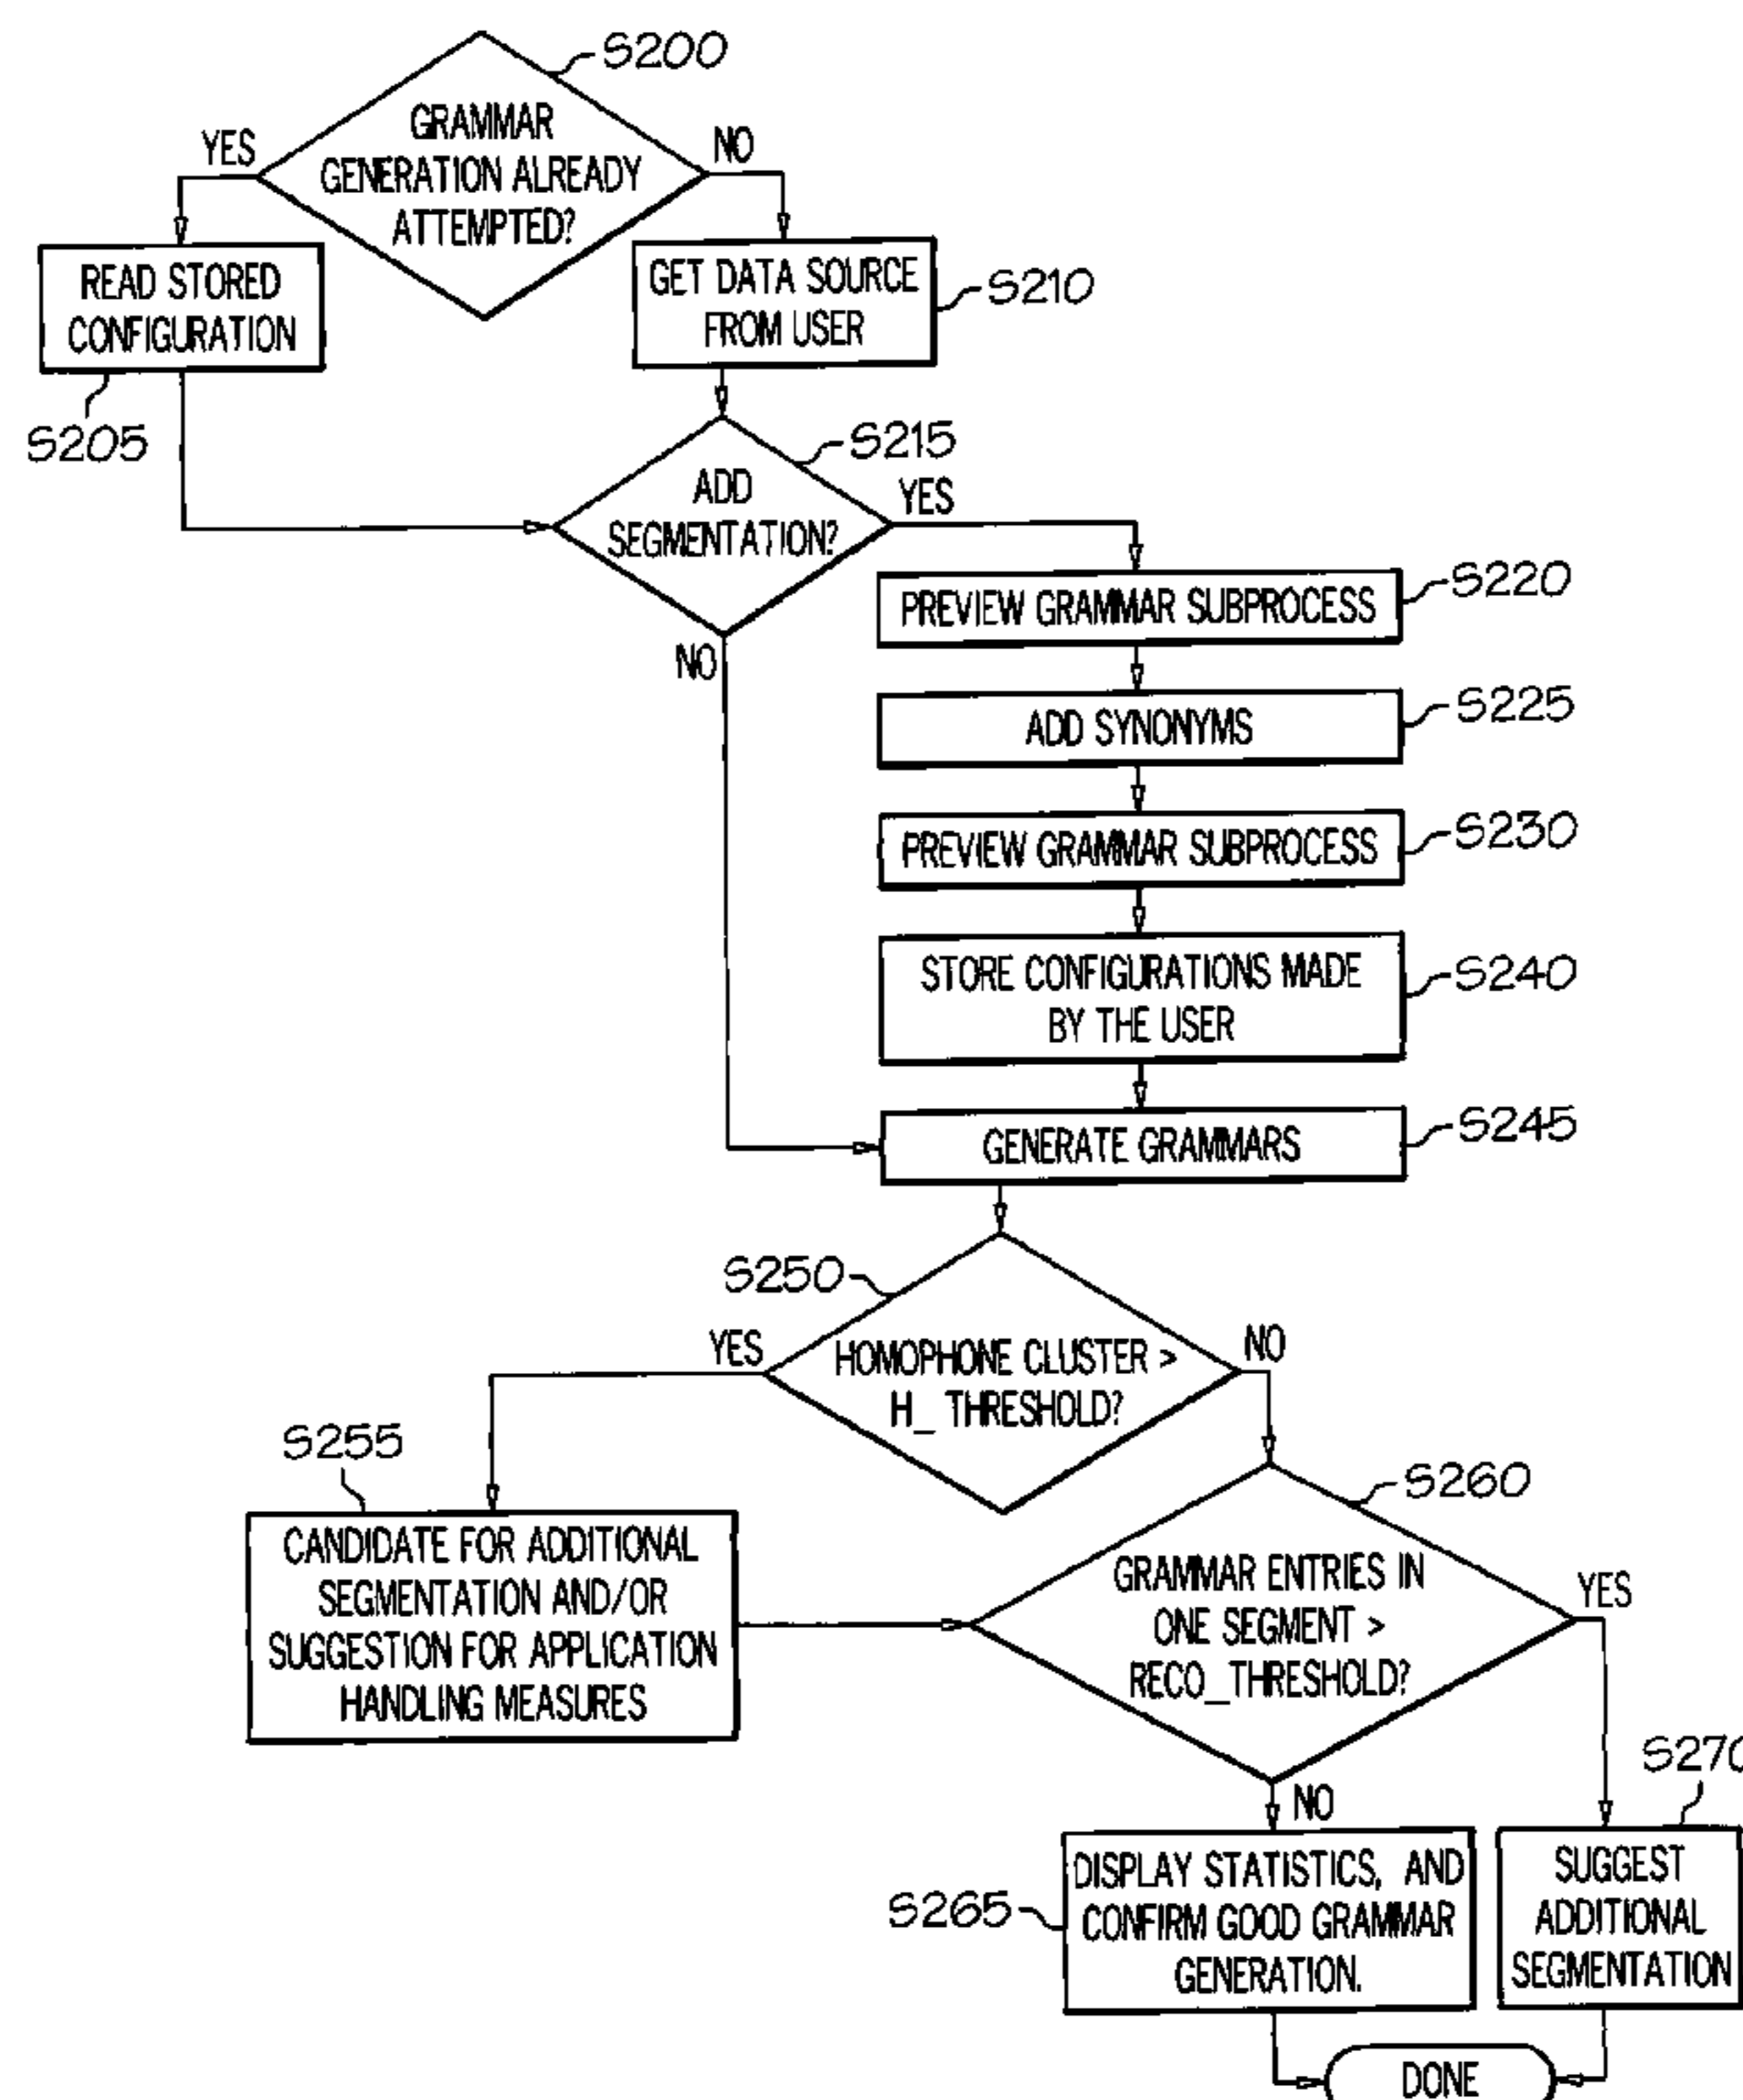 S200
GRAMMAR
GENERATION ALREADY
ATTEMPTED?
YES
NO
READ STORED
CONFIGURATION
S205
GET DATA SOURCE
FROM USER
S210
S215
ADD
SEGMENTATION?
YES
NO
PREVIEW GRAMMAR SUBPROCESS
S220
ADD SYNONYMS
S225
PREVIEW GRAMMAR SUBPROCESS
S230
STORE CONFIGURATIONS MADE
BY THE USER
S240
GENERATE GRAMMARS
S245
S250
HOMOPHONE CLUSTER >
H_ THRESHOLD?
YES
NO
S255
CANDIDATE FOR ADDITIONAL
SEGMENTATION AND/OR
SUGGESTION FOR APPLICATION
HANDLING MEASURES
S260
GRAMMAR ENTRIES IN
ONE SEGMENT >
RECO_THRESHOLD?
YES
NO
S265
DISPLAY STATISTICS, AND
CONFIRM GOOD GRAMMAR
GENERATION.
S270
SUGGEST
ADDITIONAL
SEGMENTATION
DONE